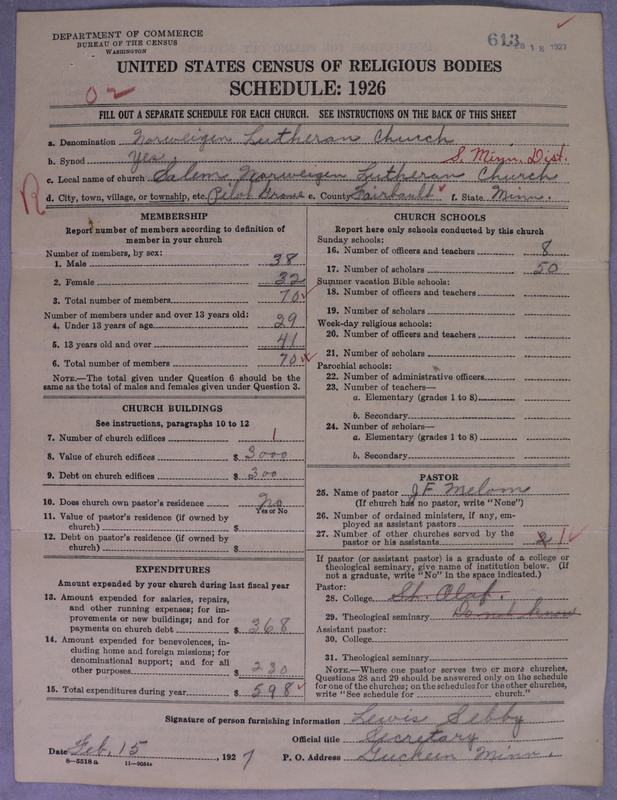 DEPARTMENT OF COMMERCE
BUREAU OF THE CENSUS
WASHINGTON
613
18 1927
UNITED STATES CENSUS OF RELIGIOUS BODIES
SCHEDULE: 1926
02
FILL OUT A SEPARATE SCHEDULE FOR EACH CHURCH. SEE INSTRUCTIONS ON THE BACK OF THIS SHEET
a. Denomination Norweigen Lutheran Church
b. Synod Yes S. Minn. Dist.
c. Local name of church Salem Norweigen Lutheran Church
R
d. City, town, village, or township, etc. Pilot Grove e. County Fairbault f. State Minn.
MEMBERSHIP
Report number of members according to definition of
member in your church
Number of members, by sex:
1. Male 38
2. Female 32
3. Total number of members 70
Number of members under and over 13 years old:
4. Under 13 years of age 29
5. 13 years old and over 41
6. Total number of members 70
NOTE.—The total given under Question 6 should be
same as the total of males and females given under Question 3.
CHURCH BUILDINGS
See instructions, paragraphs 10 to 12
7. Number of church edifices 1
8. Value of church edifices $ 3000
9. Debt on church edifices $ 300
10. Does church own pastor's residence No
Yes or No
11. Value of pastor's residence (if owned by
church) $
12. Debt on pastor's residence (if owned by
church) $
EXPENDITURES
Amount expended by your church during last fiscal year
13. Amount expended for salaries, repairs,
and other running expenses; for im-
provements or new buildings; and for
payments on church debt $ 368
14. Amount expended for benevolences, in-
cluding home and foreign missions; for
denominational support; and for all
other purposes $ 230
15. Total expenditures during year $ 598
CHURCH SCHOOLS
Report here only schools conducted by this church
Sunday schools:
16. Number of officers and teachers 8
17. Number of scholars 50
Summer vacation Bible schools:
18. Number of officers and teachers
19. Number of scholars
Week-day religious schools:
20. Number of officers and teachers
21. Number of scholars
Parochial schools:
22. Number of administrative officers
23. Number of teachers—
a. Elementary (grades 1 to 8)
b. Secondary
24. Number of scholars—
a. Elementary (grades 1 to 8)
b. Secondary
PASTOR
25. Name of pastor J.F. Melom
(If church has no pastor, write "None")
26. Number of ordained ministers, if any, em-
ployed as assistant pastors
27. Number of other churches served by the
pastor or his assistants 2 1
If pastor (or assistant pastor) is a graduate of a college or
theological seminary, give name of institution below. (If
not a graduate, write "No" in the space indicated.)
Pastor:
28. College St. Olaf
29. Theological seminary Do not know
Assistant pastor:
30. College
31. Theological seminary
NOTE.—Where one pastor serves two or more churches,
Questions 28 and 29 should be answered only on the schedule
for one of the churches; on the schedules for the other churches,
write "See schedule for church."
Signature of person furnishing information Lewis Sebby
Official title Secretary
Date Feb. 15, 1927 P. O. Address Guckeen Minn.
8—5518a 11—9054a